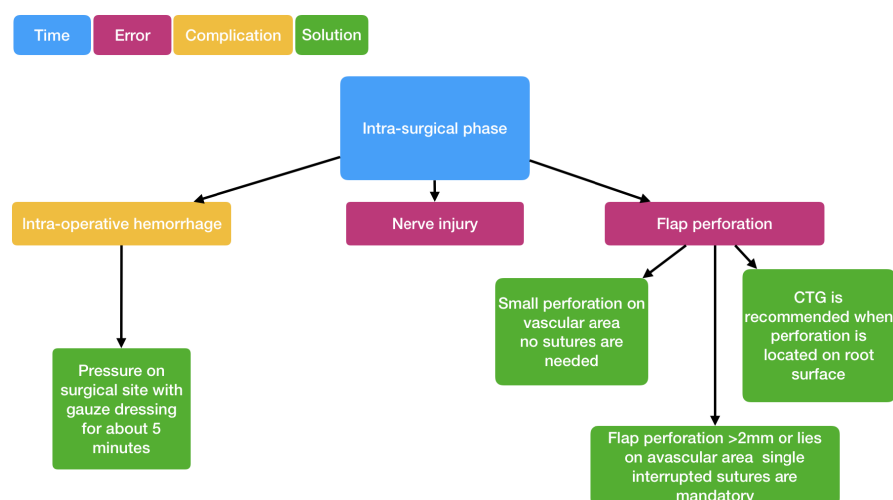 Time
Error
Complication
Solution
Intra-surgical phase
Intra-operative hemorrhage
Nerve injury
Flap perforation
Small perforation on
vascular area
no sutures are
needed
CTG is
recommended when
perforation is
located on root
surface
Pressure on
surgical site with
gauze dressing
for about 5
minutes
Flap perforation >2mm or lies
on avascular area single
interrupted sutures are
mandatory